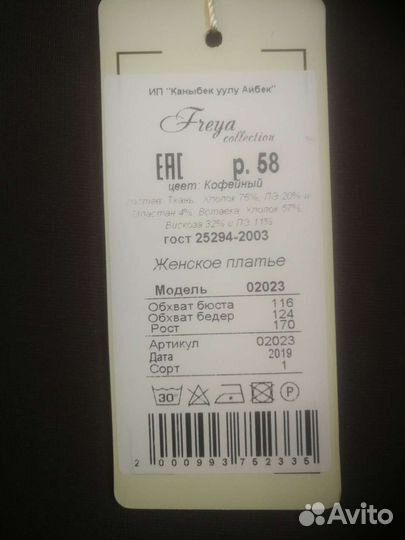 ИП "Каныбек уулу Айбек"
Freya
collection
ЕАС р. 58
цвет: Кофейный
Состав: Ткань: Хлопок 76%, ПЭ 20% и
Эластан 4%. Вставка: Хлопок 57%,
Вискоза 32% с ПЭ 11%
гост 25294-2003
Женское платье
Модель 02023
Обхват бюста 116
Обхват бедер 124
Рост 170
Артикул 02023
Дата 2019
Сорт 1
30° P
2 000993 752335
Avito